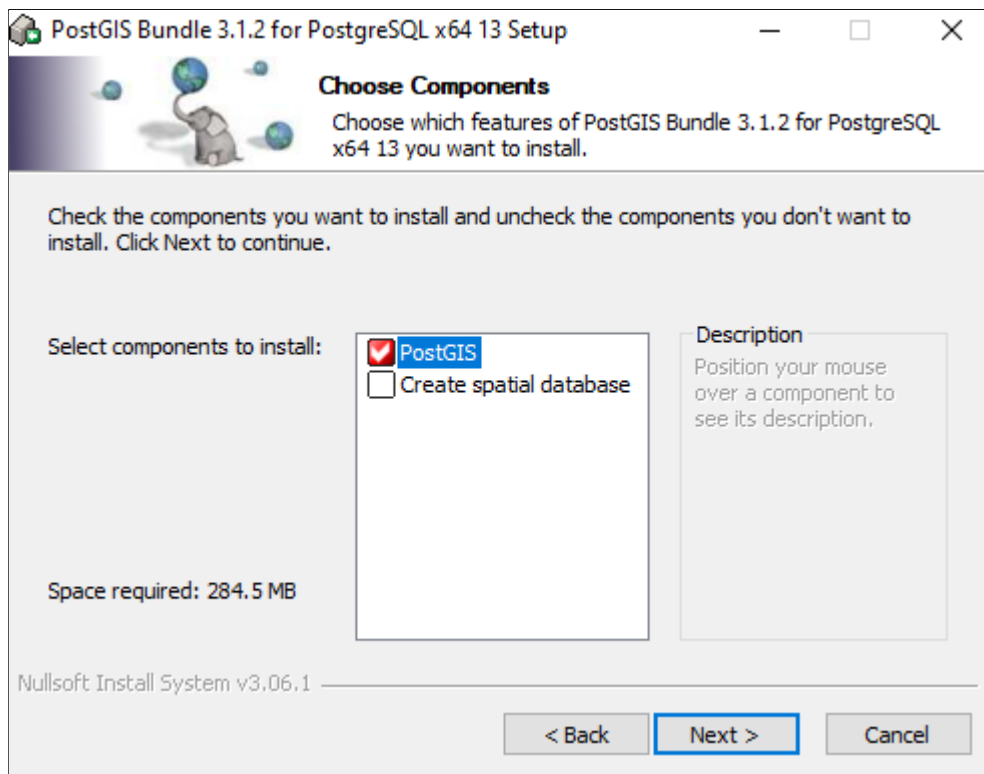 PostGIS Bundle 3.1.2 for PostgreSQL x64 13 Setup
Choose Components
Choose which features of PostGIS Bundle 3.1.2 for PostgreSQL
x64 13 you want to install.
Check the components you want to install and uncheck the components you don't want to
install. Click Next to continue.
Select components to install:
PostGIS
Create spatial database
Description
Position your mouse
over a component to
see its description.
Space required: 284.5 MB
Nullsoft Install System v3.06.1
< Back
Next >
Cancel